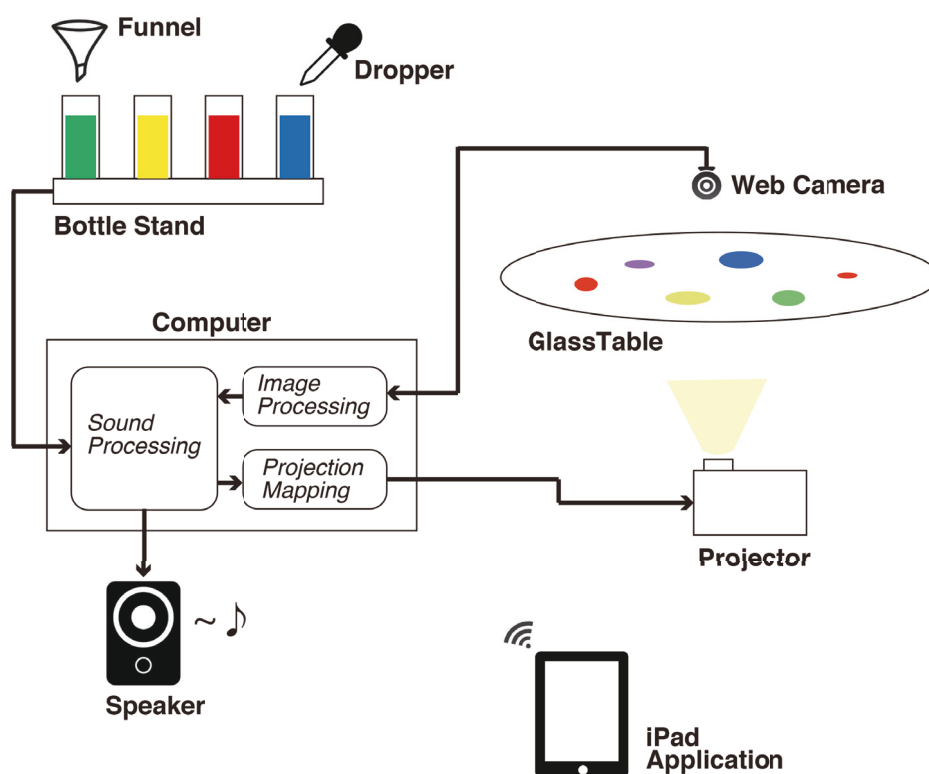 Funnel
Dropper
Bottle Stand
Web Camera
GlassTable
Computer
Image
Processing
Sound
Processing
Projection
Mapping
Projector
Speaker
iPad
Application